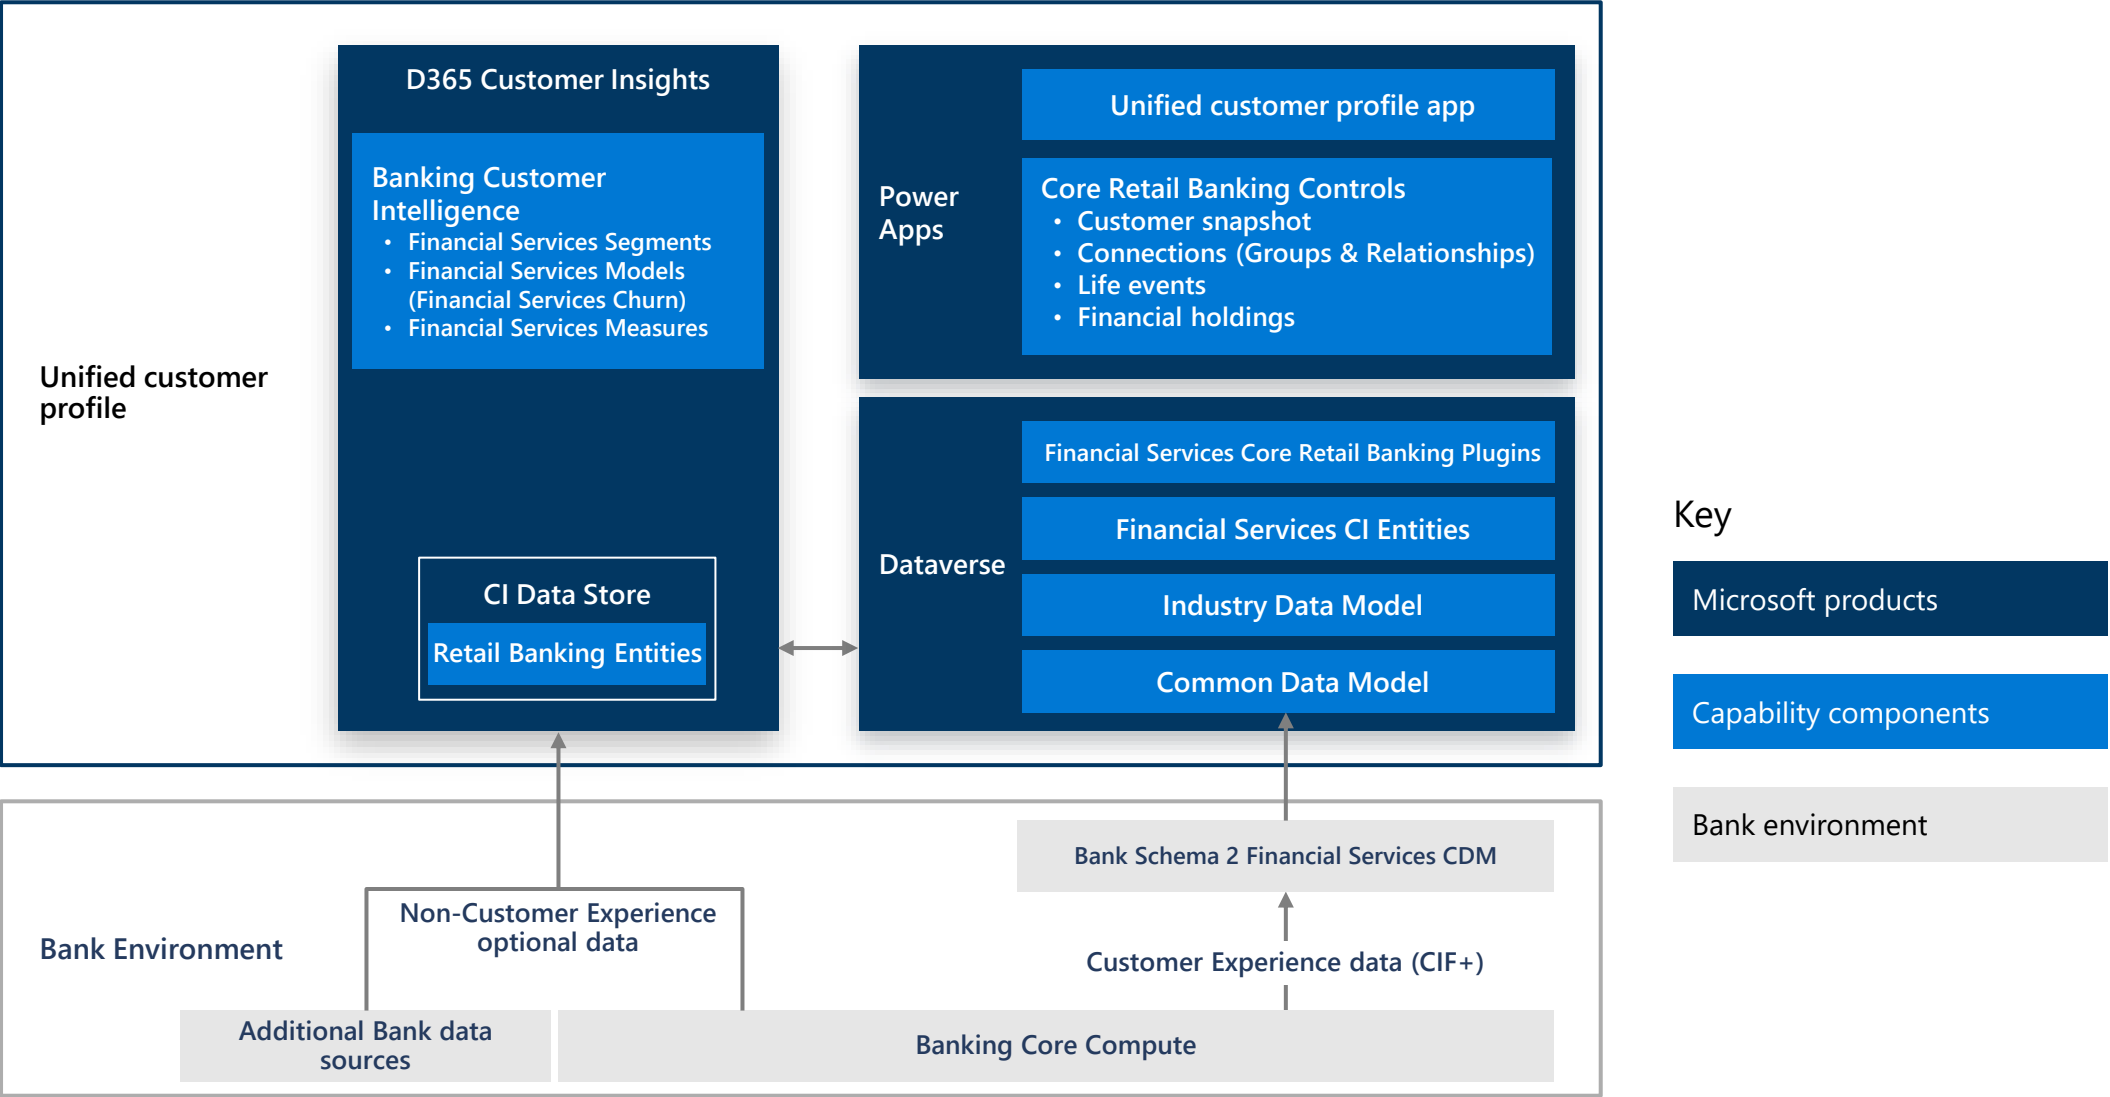 Unified customer
profile
D365 Customer Insights
Banking Customer
Intelligence
• Financial Services Segments
• Financial Services Models
(Financial Services Churn)
• Financial Services Measures
CI Data Store
Retail Banking Entities
Power
Apps
Unified customer profile app
Core Retail Banking Controls
• Customer snapshot
• Connections (Groups & Relationships)
• Life events
• Financial holdings
Dataverse
Financial Services Core Retail Banking Plugins
Financial Services CI Entities
Industry Data Model
Common Data Model
Bank Environment
Non-Customer Experience
optional data
Additional Bank data
sources
Bank Schema 2 Financial Services CDM
Customer Experience data (CIF+)
Banking Core Compute
Key
Microsoft products
Capability components
Bank environment